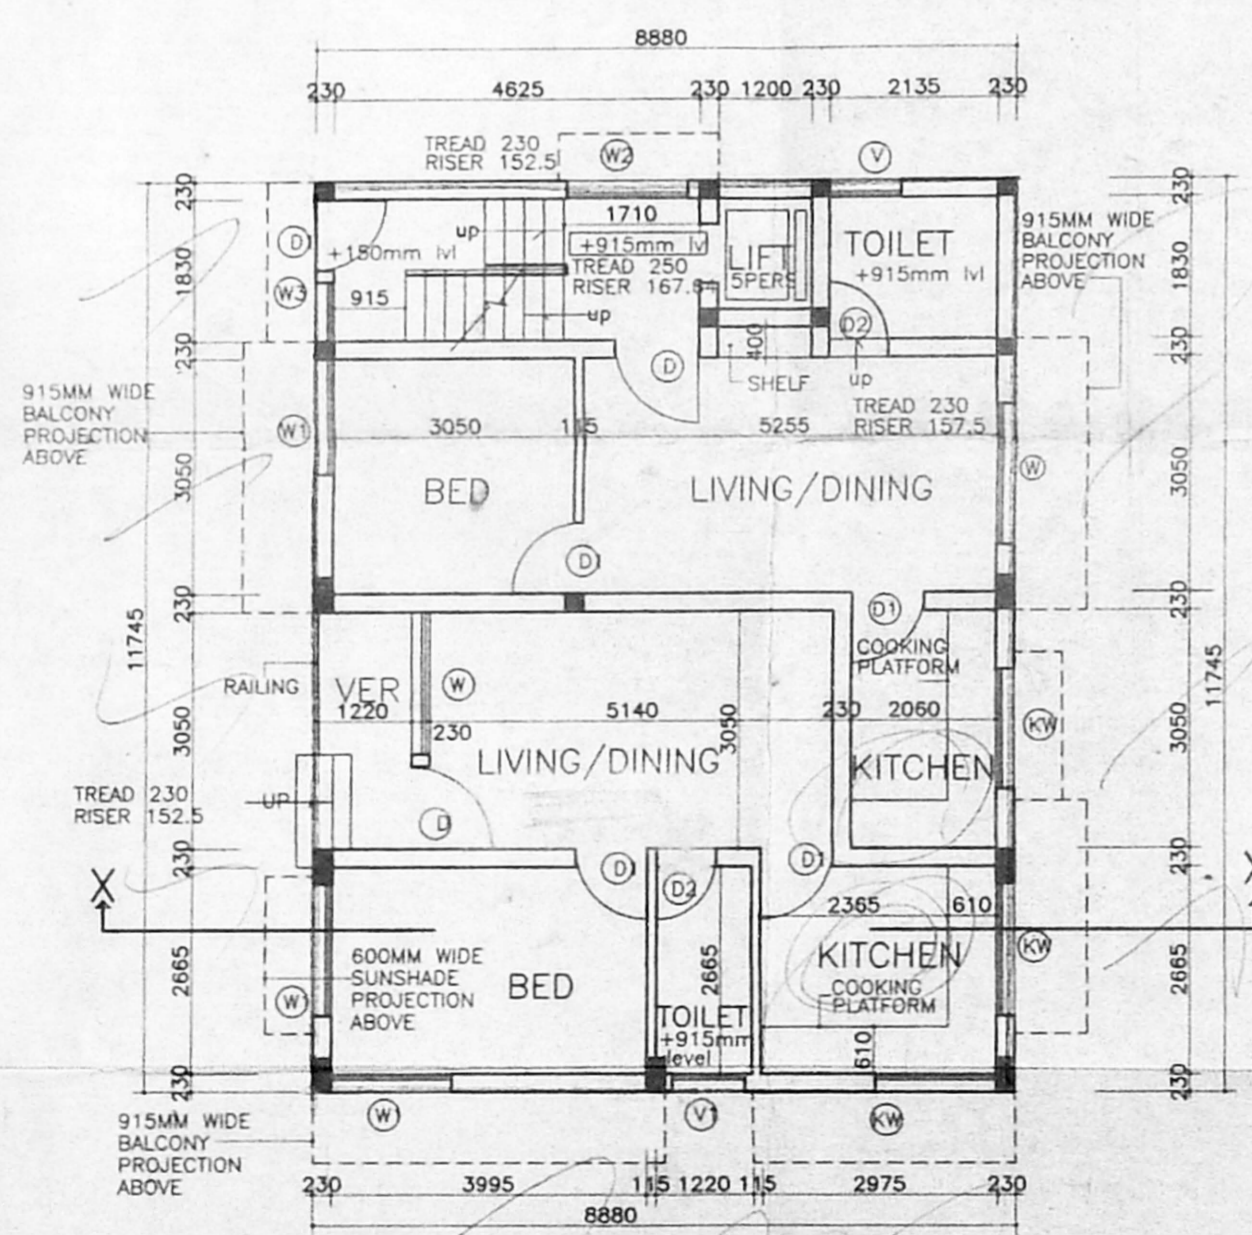 8880
230 4625 230 1200 230 2135 230
TREAD 230
RISER 152.5
W2
V
230
1830
230
3050
230
3050
230
2665
230
11745
D1
+150mm lvl
W3
915
up
1710
+915mm lvl
TREAD 250
RISER 167.64
up
LIFT
5PERS
TOILET
+915mm lvl
D2
up
400
SHELF
D
TREAD 230
RISER 157.5
915MM WIDE
BALCONY
PROJECTION
ABOVE
915MM WIDE
BALCONY
PROJECTION
ABOVE
W1
3050 115 5255
BED
LIVING/DINING
D1
W
D1
COOKING
PLATFORM
RAILING
VER
1220
W
230
5140
3050
230 2060
LIVING/DINING
KITCHEN
KW
TREAD 230
RISER 152.5
UP
D
D1
D2
D1
X
2365 610
KITCHEN
KW
COOKING
PLATFORM
610
600MM WIDE
SUNSHADE
PROJECTION
ABOVE
W1
BED
2665
TOILET
+915mm
level
W1
V1
KW
230
1830
230
3050
230
3050
230
2665
230
11745
915MM WIDE
BALCONY
PROJECTION
ABOVE
230 3995 115 1220 115 2975 230
8880